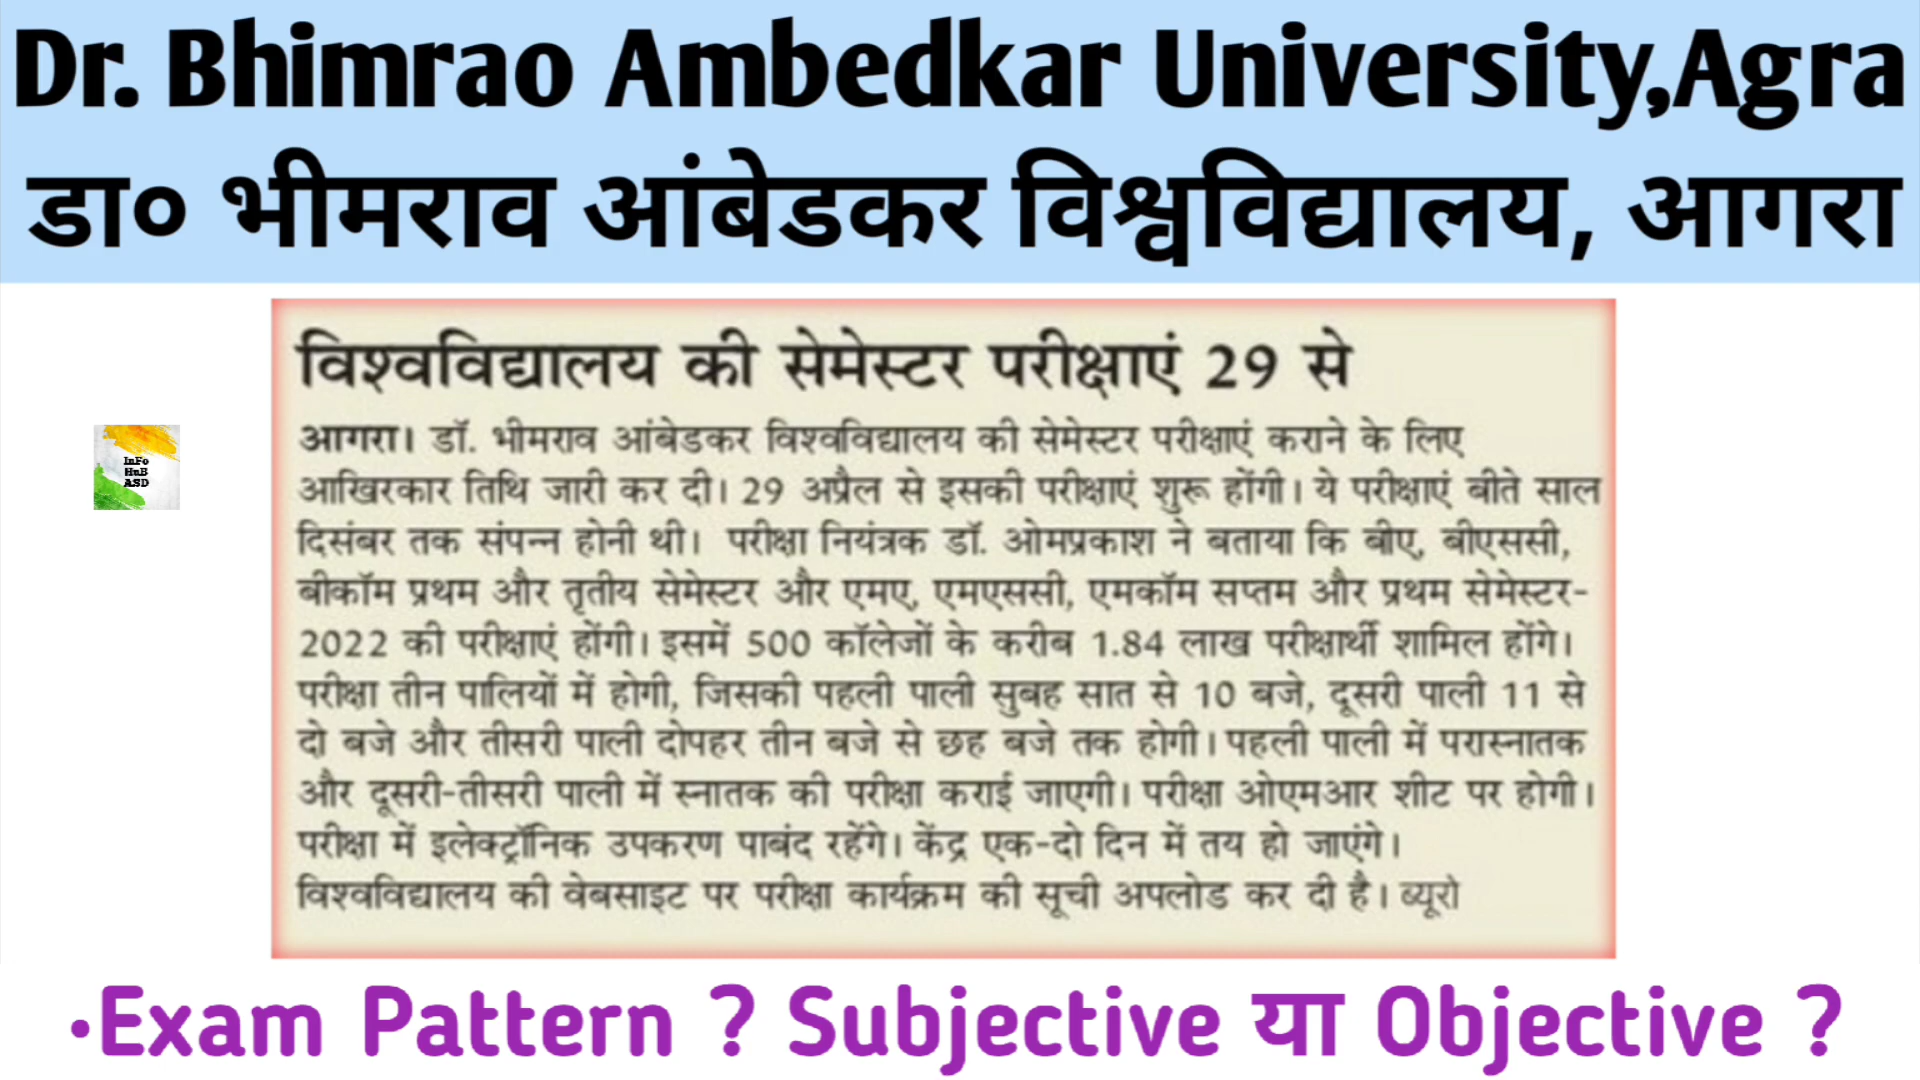 Dr. Bhimrao Ambedkar University,Agra
डा० भीमराव आंबेडकर विश्वविद्यालय, आगरा
विश्वविद्यालय की सेमेस्टर परीक्षाएं 29 से
आगरा। डॉ. भीमराव आंबेडकर विश्वविद्यालय की सेमेस्टर परीक्षाएं कराने के लिए
आखिरकार तिथि जारी कर दी। 29 अप्रैल से इसकी परीक्षाएं शुरू होंगी। ये परीक्षाएं बीते साल
दिसंबर तक संपन्न होनी थी। परीक्षा नियंत्रक डॉ. ओमप्रकाश ने बताया कि बीए, बीएससी,
बीकॉम प्रथम और तृतीय सेमेस्टर और एमए, एमएससी, एमकॉम सप्तम और प्रथम सेमेस्टर-
2022 की परीक्षाएं होंगी। इसमें 500 कॉलेजों के करीब 1.84 लाख परीक्षार्थी शामिल होंगे।
परीक्षा तीन पालियों में होगी, जिसकी पहली पाली सुबह सात से 10 बजे, दूसरी पाली 11 से
दो बजे और तीसरी पाली दोपहर तीन बजे से छह बजे तक होगी। पहली पाली में परास्नातक
और दूसरी-तीसरी पाली में स्नातक की परीक्षा कराई जाएगी। परीक्षा ओएमआर शीट पर होगी।
परीक्षा में इलेक्ट्रॉनिक उपकरण पाबंद रहेंगे। केंद्र एक-दो दिन में तय हो जाएंगे।
विश्वविद्यालय की वेबसाइट पर परीक्षा कार्यक्रम की सूची अपलोड कर दी है। ब्यूरो
InFo
HuB
ASD
•Exam Pattern ? Subjective या Objective ?